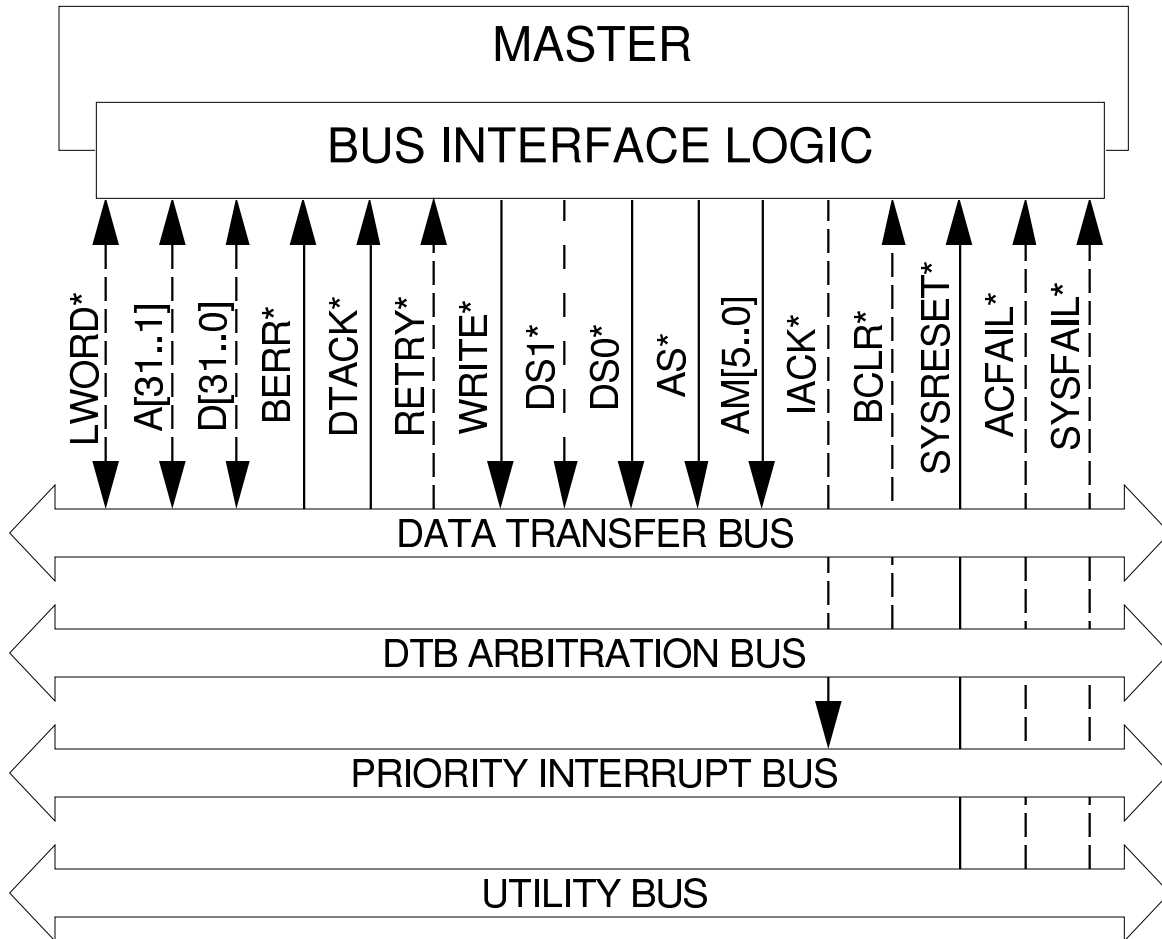 MASTER
BUS INTERFACE LOGIC
LWORD*
A[31..1]
D[31..0]
BERR*
DTACK*
RETRY*
WRITE*
DS1*
DS0*
AS*
AM[5..0]
IACK*
BCLR*
SYSRESET*
ACFAIL*
SYSFAIL*
DATA TRANSFER BUS
DTB ARBITRATION BUS
PRIORITY INTERRUPT BUS
UTILITY BUS